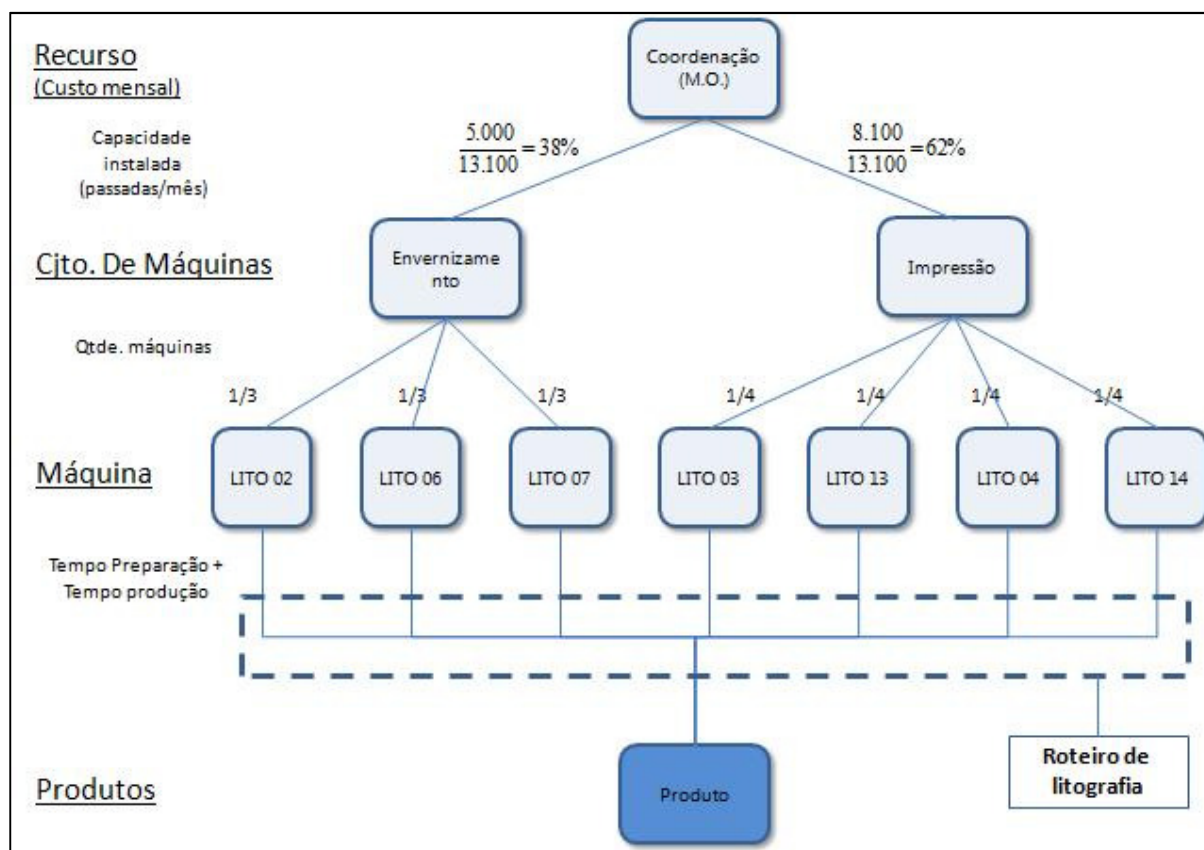 Recurso
(Custo mensal)
Coordenação
(M.O.)
Capacidade
instalada
(passadas/mês)
5.000
13.100
=38%
8.100
13.100
=62%
Cjto. De Máquinas
Envernizame
nto
Impressão
Qtde. máquinas
1/3
1/3
1/3
1/4
1/4
1/4
1/4
Máquina
LITO 02
LITO 06
LITO 07
LITO 03
LITO 13
LITO 04
LITO 14
Tempo Preparação +
Tempo produção
Roteiro de
litografia
Produtos
Produto